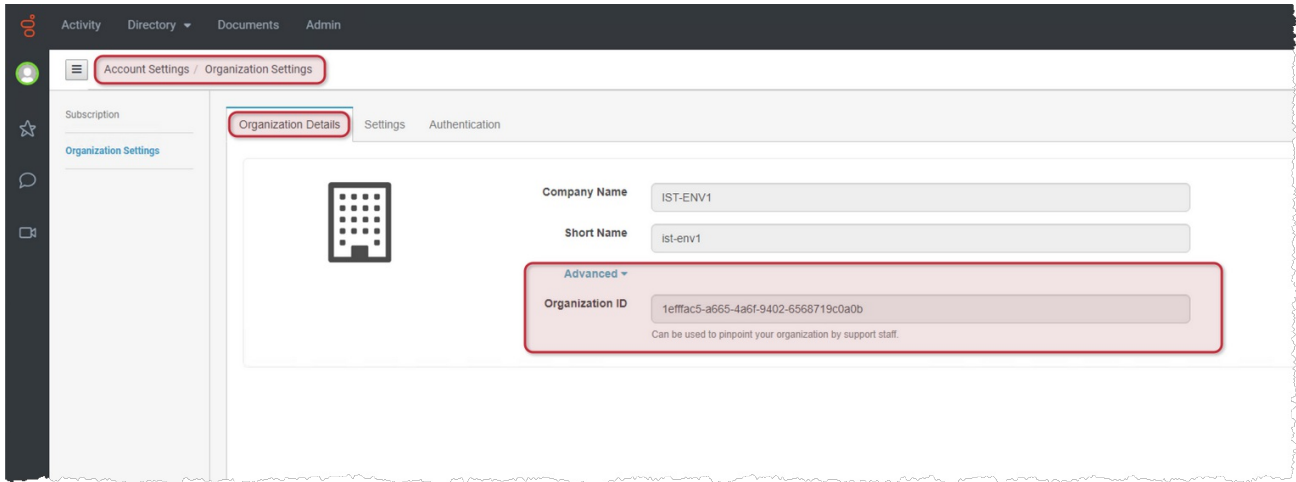 Activity Directory Documents Admin
Account Settings / Organization Settings
Subscription
Organization Settings
Organization Details Settings Authentication
Company Name IST-ENV1
Short Name ist-env1
Advanced
Organization ID 1efffac5-a665-4a6f-9402-6568719c0a0b
Can be used to pinpoint your organization by support staff.